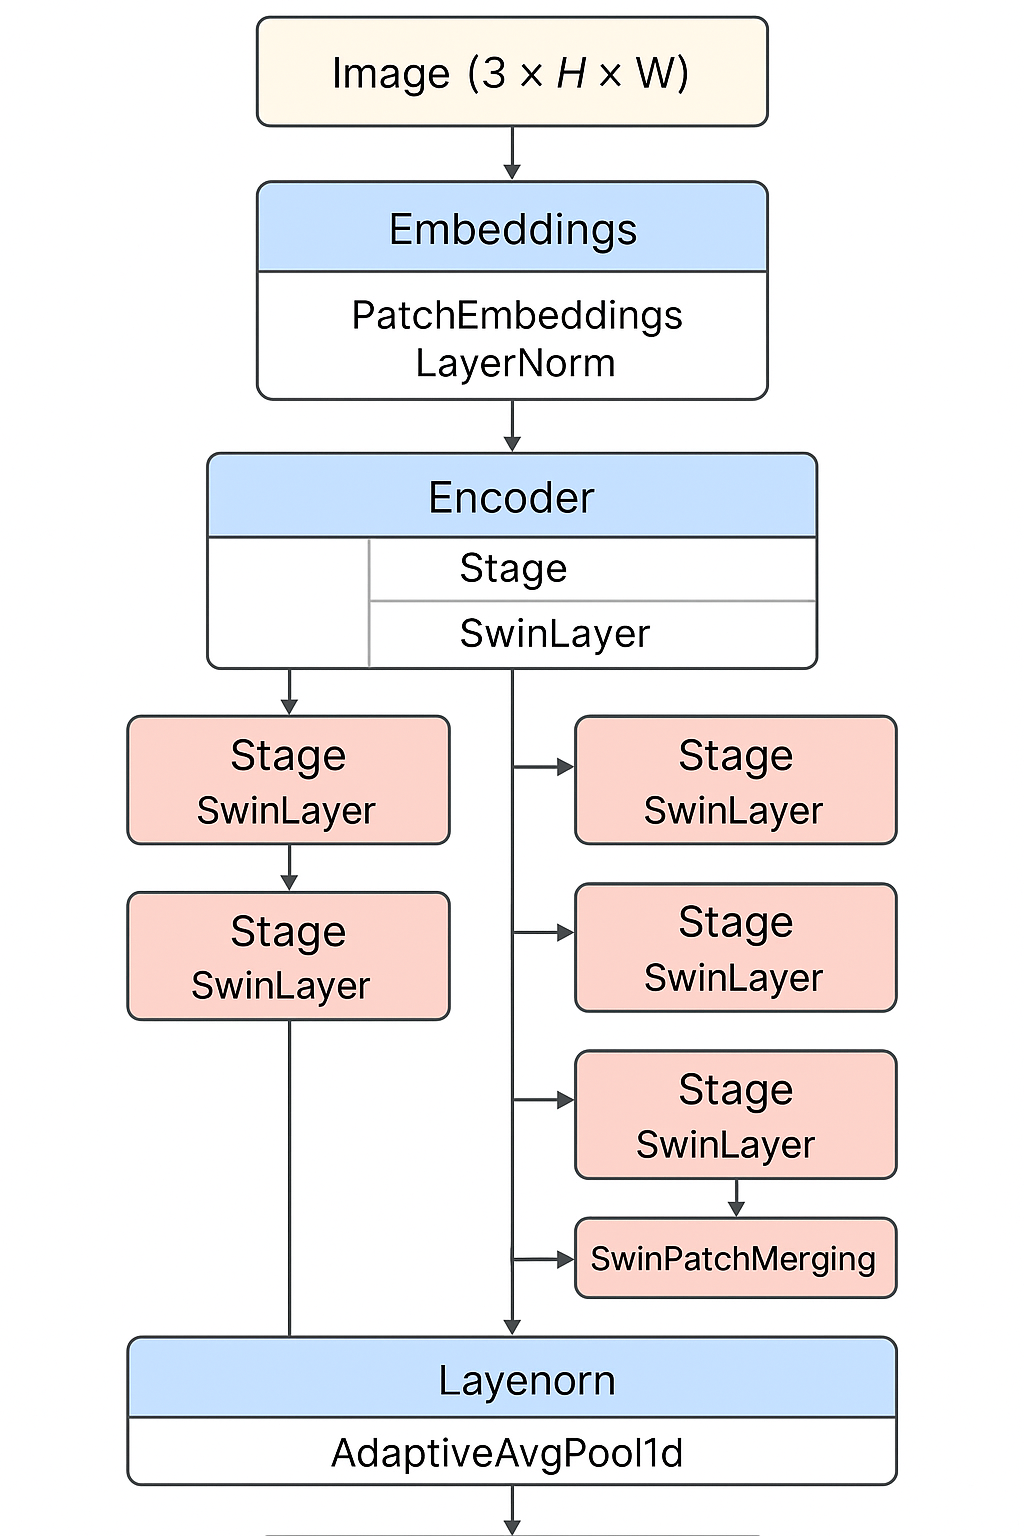 Image (3 × H × W)
Embeddings
PatchEmbeddings
LayerNorm
Encoder
Stage
SwinLayer
Stage
SwinLayer
Stage
SwinLayer
Stage
SwinLayer
Stage
SwinLayer
Stage
SwinLayer
SwinPatchMerging
Layenorn
AdaptiveAvgPool1d